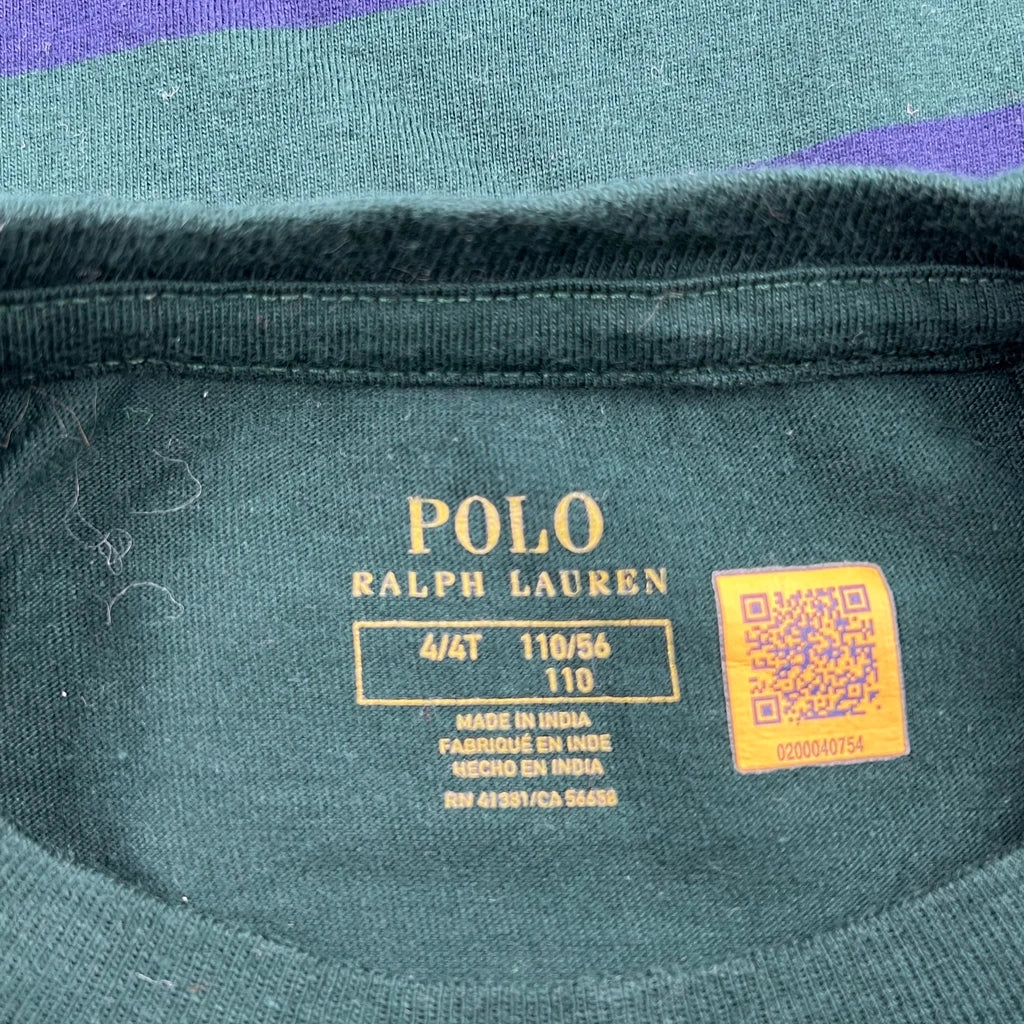 POLO
RALPH LAUREN
4/4T 110/56
110
MADE IN INDIA
FABRIQUÉ EN INDE
HECHO EN INDIA
RN 41381/CA 56658
0200040754